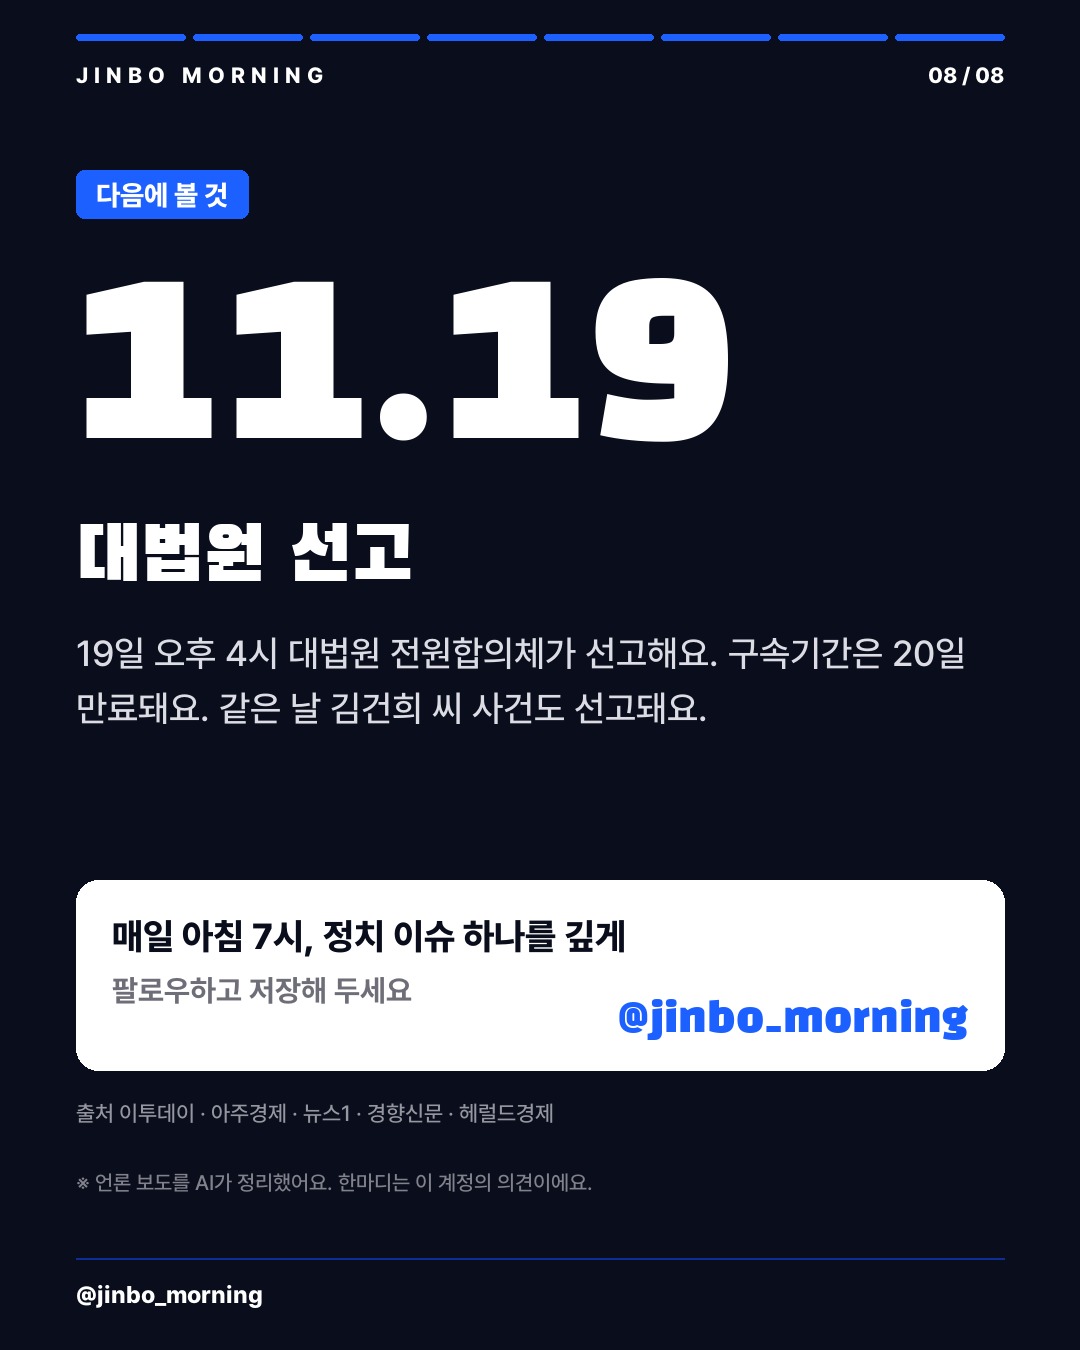 JINBO MORNING
08 / 08
다음에 볼 것
11.19
대법원 선고
19일 오후 4시 대법원 전원합의체가 선고해요. 구속기간은 20일
만료돼요. 같은 날 김건희 씨 사건도 선고돼요.
매일 아침 7시, 정치 이슈 하나를 깊게
팔로우하고 저장해 두세요
@jinbo_morning
출처 이투데이 · 아주경제 · 뉴스1 · 경향신문 · 헤럴드경제
※ 언론 보도를 AI가 정리했어요. 한마디는 이 계정의 의견이에요.
@jinbo_morning